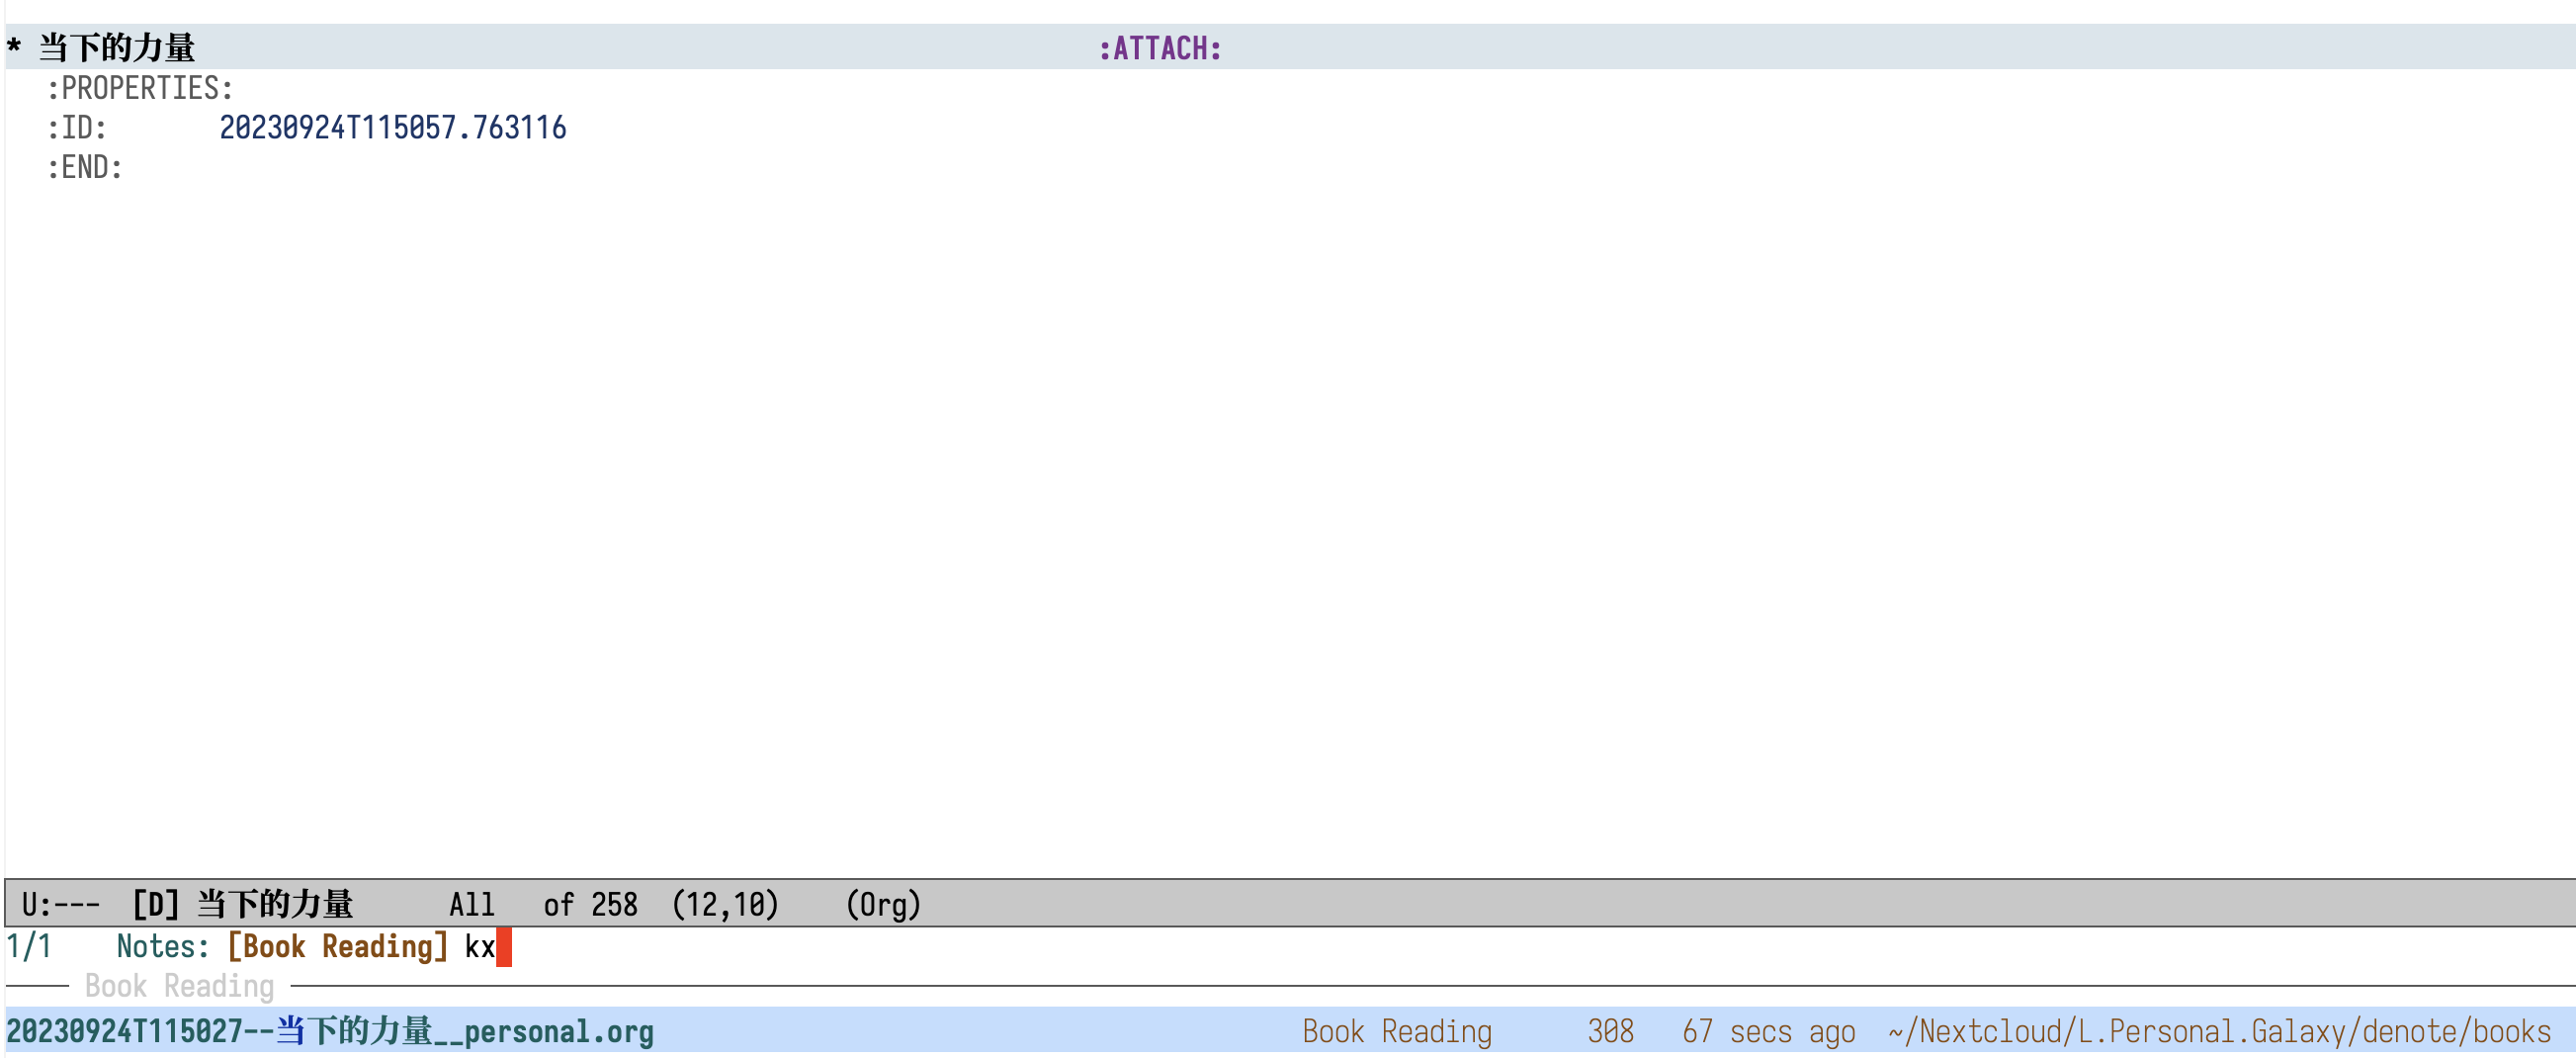 * 当下的力量 :ATTACH:
:PROPERTIES:
:ID: 20230924T115057.763116
:END:
U:--- [D] 当下的力量 All of 258 (12,10) (Org)
1/1 Notes: [Book Reading] kx
Book Reading
20230924T115027--当下的力量__personal.org Book Reading 308 67 secs ago ~/Nextcloud/L.Personal.Galaxy/denote/books